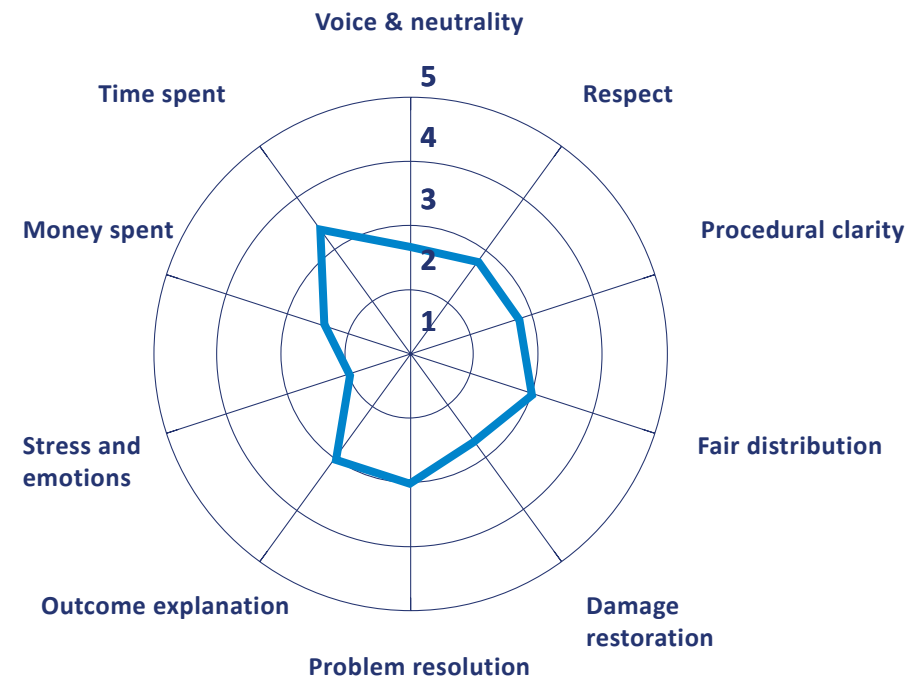 Voice & neutrality
5
Time spent
Respect
4
3
Money spent
Procedural clarity
2
1
Stress and
emotions
Fair distribution
Outcome explanation
Damage
restoration
Problem resolution